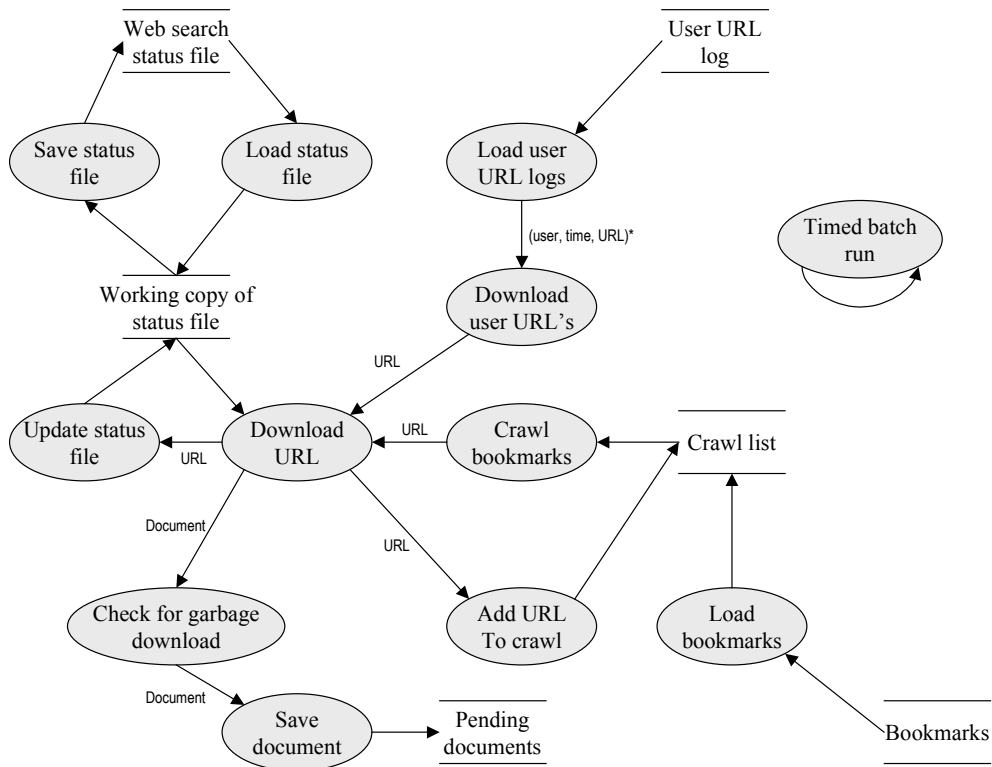 Web search
status file
User URL
log
Save status
file
Load status
file
Load user
URL logs
(user, time, URL)*
Timed batch
run
Working copy of
status file
Download
user URL’s
URL
Update status
file
URL
Download
URL
URL
Crawl
bookmarks
Crawl list
Document
URL
Check for garbage
download
Add URL
To crawl
Load
bookmarks
Document
Save
document
Pending
documents
Bookmarks